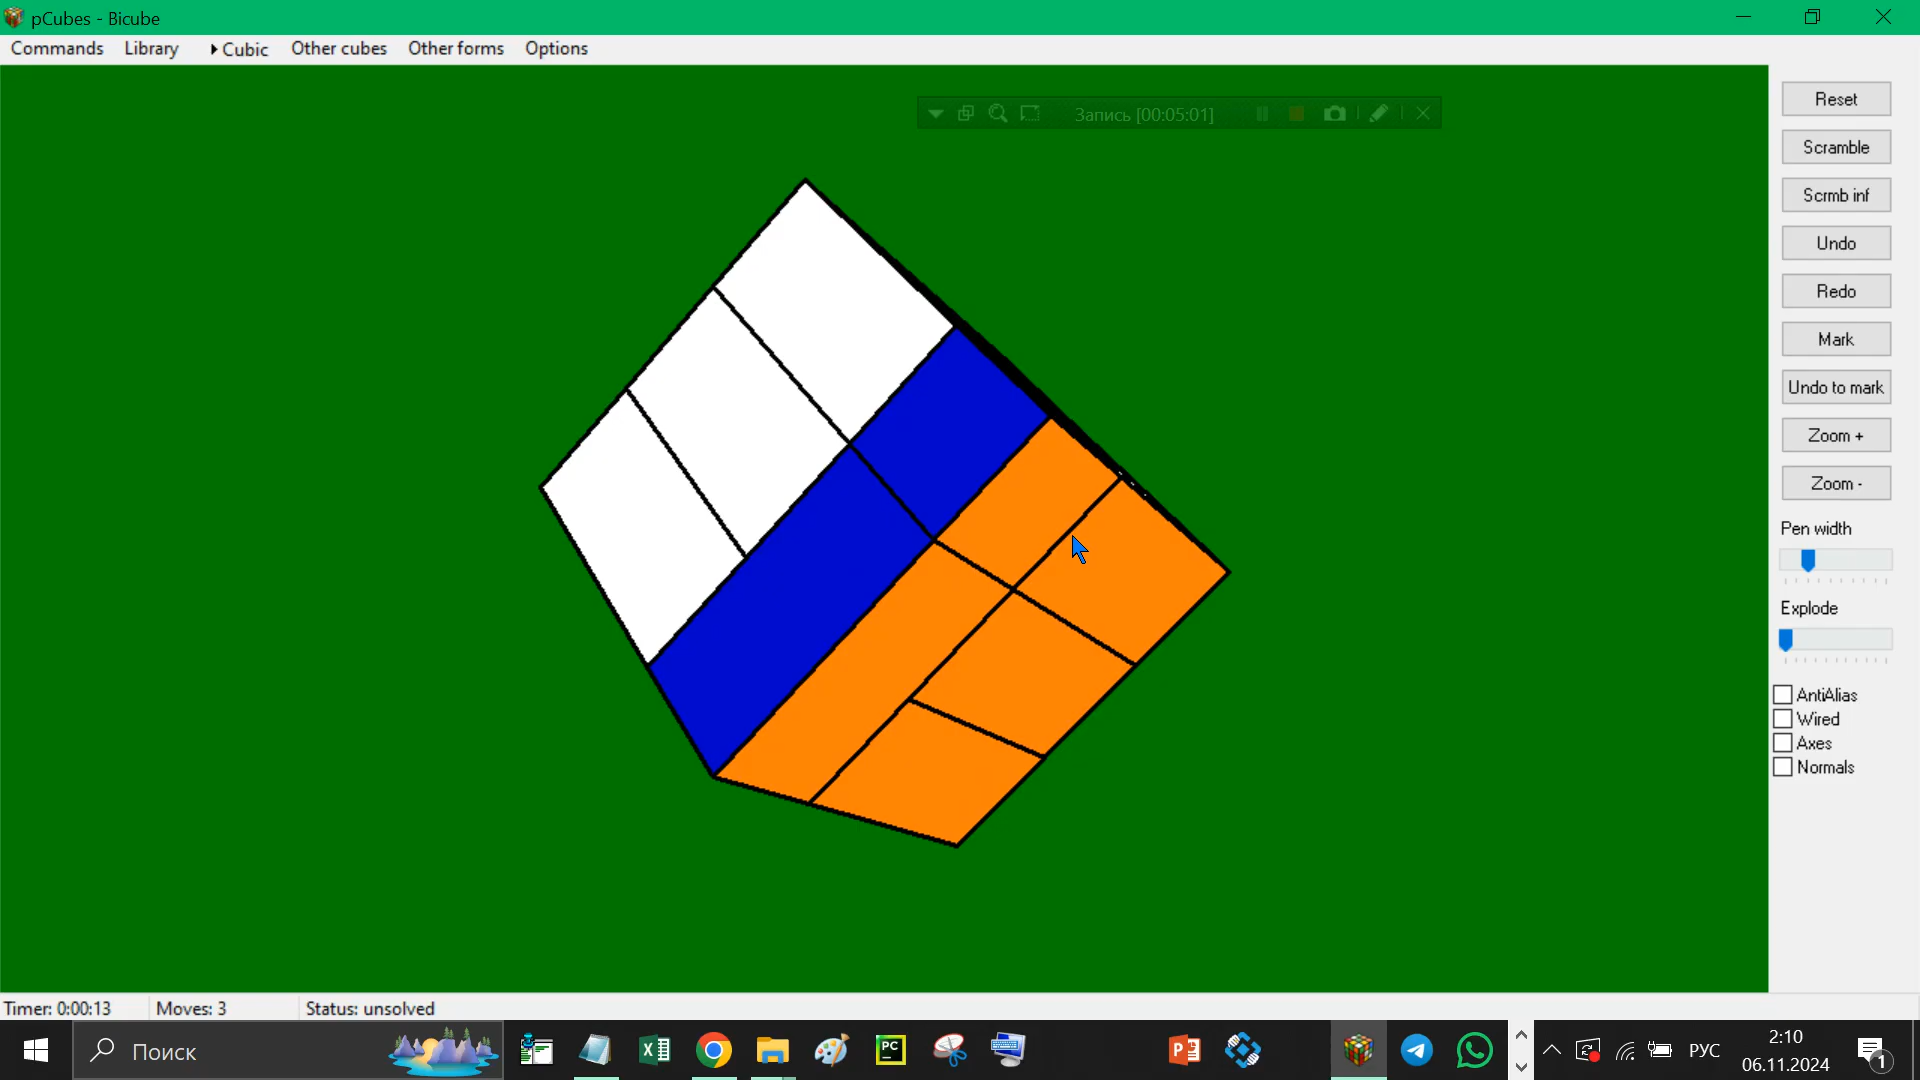 pCubes - Bicube
Commands Library Cubic Other cubes Other forms Options
Запись [00:05:01]
Reset
Scramble
Scrmb inf
Undo
Redo
Mark
Undo to mark
Zoom +
Zoom -
Pen width
Explode
AntiAlias
Wired
Axes
Normals
Timer: 0:00:13 Moves: 3 Status: unsolved
Поиск
PC
РУС
2:10
06.11.2024
1